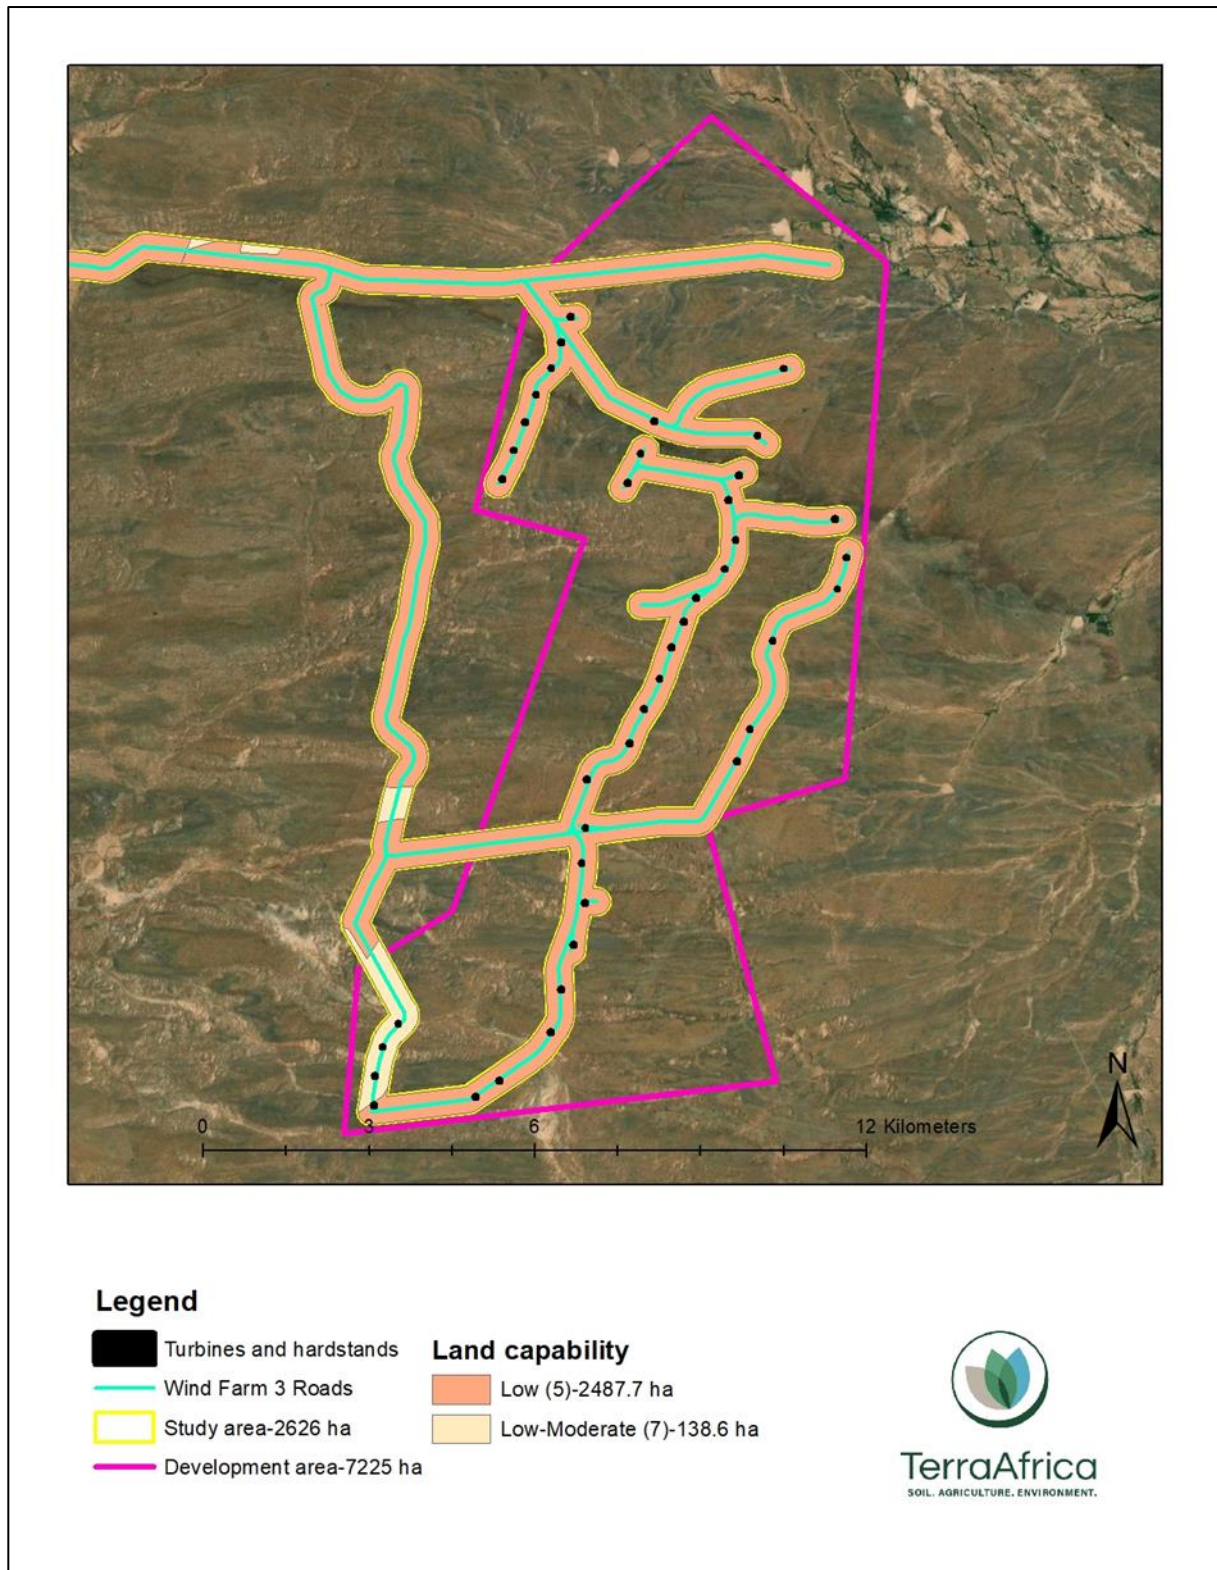 N
0 3 6 12 Kilometers
Legend
Turbines and hardstands
Wind Farm 3 Roads
Study area-2626 ha
Development area-7225 ha
Land capability
Low (5)-2487.7 ha
Low-Moderate (7)-138.6 ha
TerraAfrica
SOIL. AGRICULTURE. ENVIRONMENT.